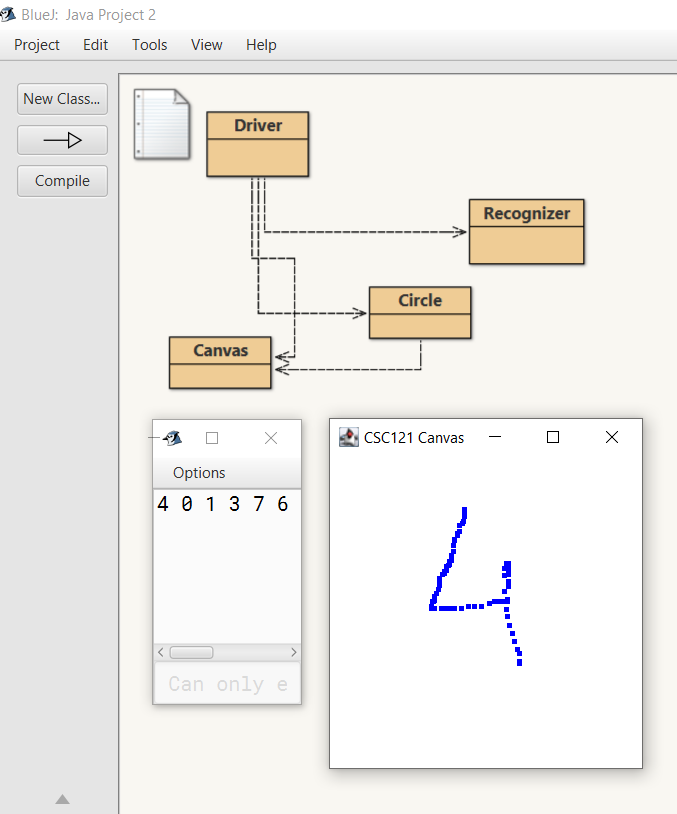 BlueJ: Java Project 2
Project Edit Tools View Help
New Class...
Compile
Driver
Recognizer
Circle
Canvas
Options
4 0 1 3 7 6
Can only e
CSC121 Canvas
4